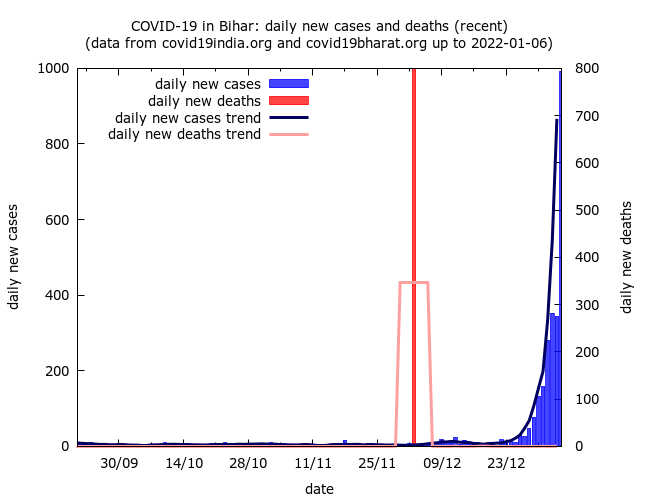 COVID-19 in Bihar: daily new cases and deaths (recent)
(data from covid19india.org and covid19bharat.org up to 2022-01-06)
daily new cases
daily new deaths
daily new cases trend
daily new deaths trend
1000
800
600
400
200
0
800
700
600
500
400
300
200
100
0
daily new cases
daily new deaths
30/09 14/10 28/10 11/11 25/11 09/12 23/12
date